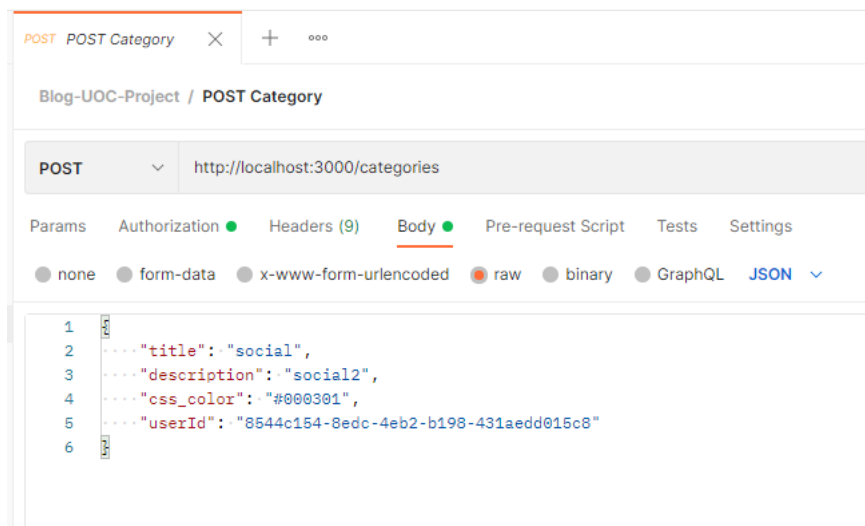 POST POST Category
Blog-UOC-Project / POST Category
POST http://localhost:3000/categories
Params Authorization Headers (9) Body Pre-request Script Tests Settings
none form-data x-www-form-urlencoded raw binary GraphQL JSON
1 {
2 ····"title":·"social",
3 ····"description":·"social2",
4 ····"css_color":·"#000301",
5 ····"userId":·"8544c154-8edc-4eb2-b198-431aedd015c8"
6 }